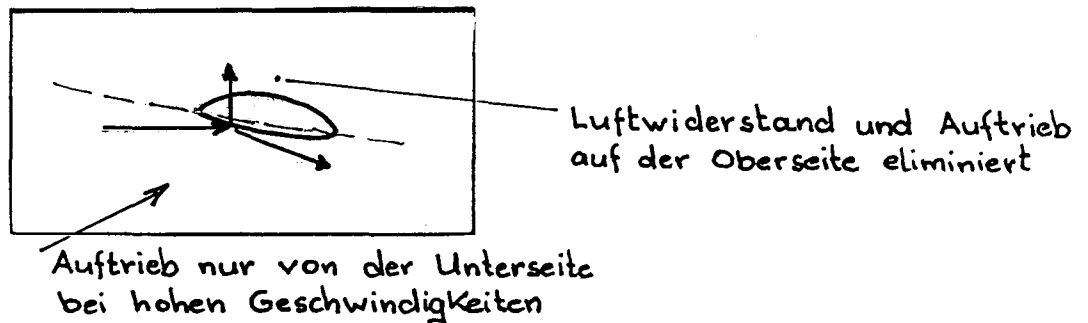 Luftwiderstand und Auftrieb
auf der Oberseite eliminiert
Auftrieb nur von der Unterseite
bei hohen Geschwindigkeiten